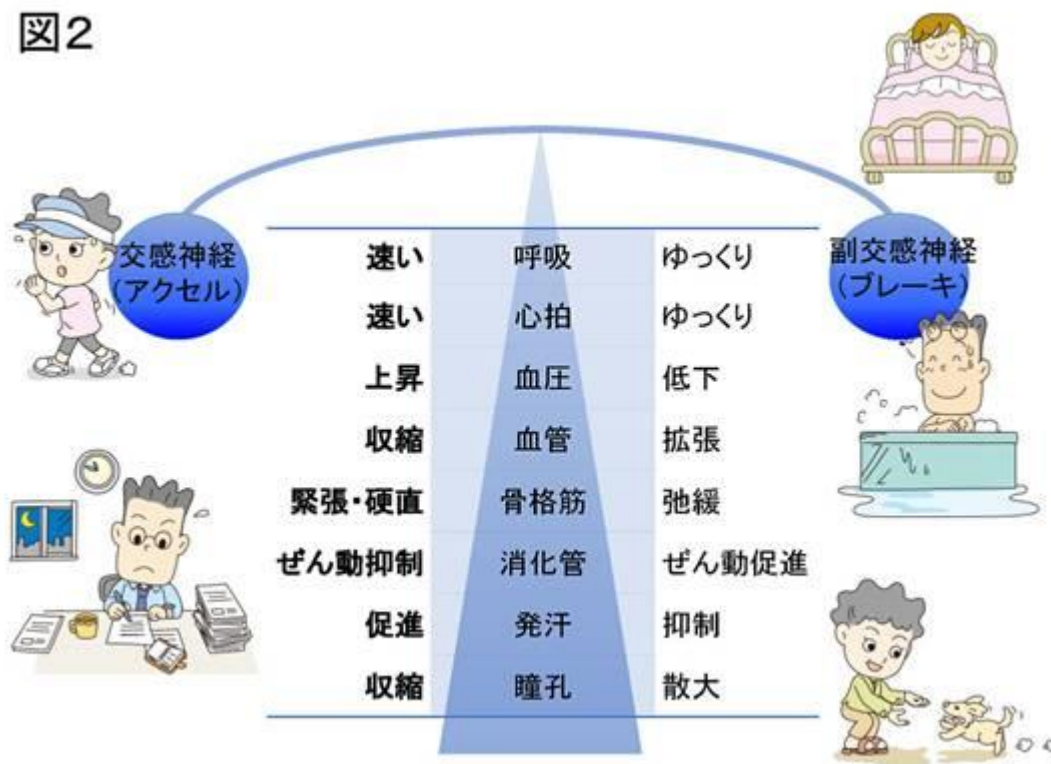 図2
交感神経
(アクセル)
副交感神経
(ブレーキ)
速い 呼吸 ゆっくり
速い 心拍 ゆっくり
上昇 血圧 低下
収縮 血管 拡張
緊張・硬直 骨格筋 弛緩
ぜん動抑制 消化管 ぜん動促進
促進 発汗 抑制
収縮 瞳孔 散大